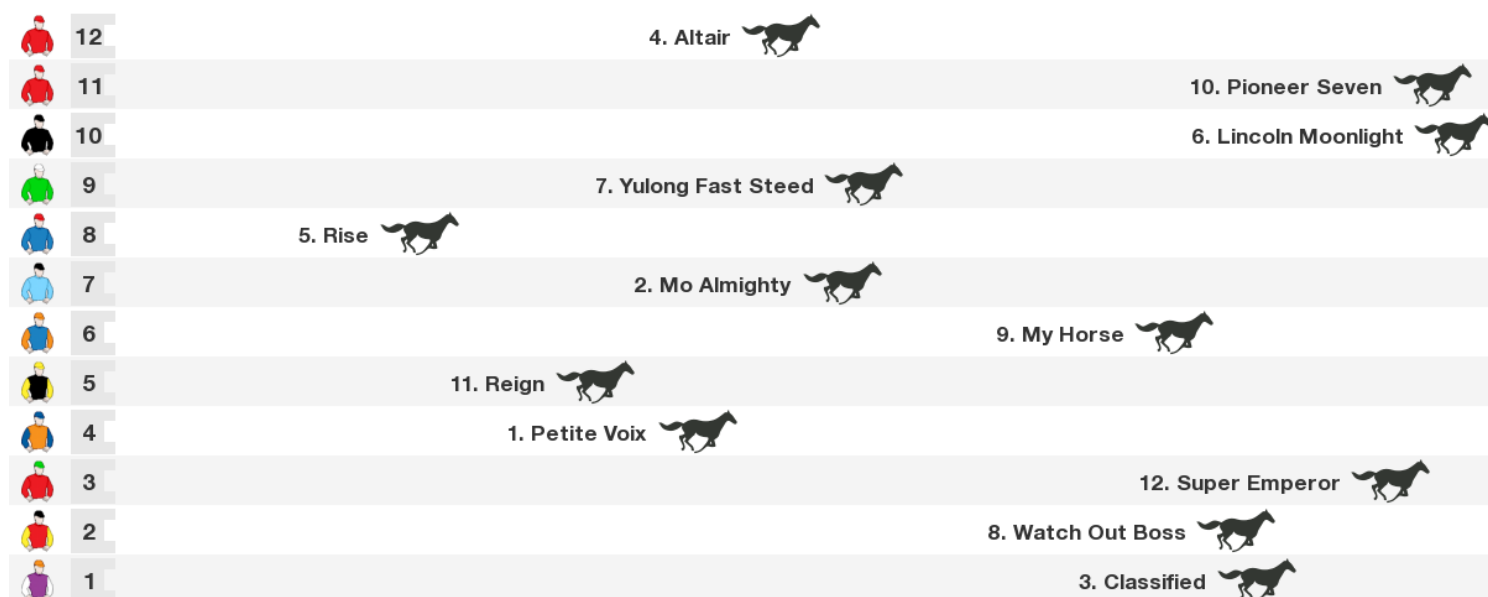 12 4. Altair
11 10. Pioneer Seven
10 6. Lincoln Moonlight
9 7. Yulong Fast Steed
8 5. Rise
7 2. Mo Almighty
6 9. My Horse
5 11. Reign
4 1. Petite Voix
3 12. Super Emperor
2 8. Watch Out Boss
1 3. Classified